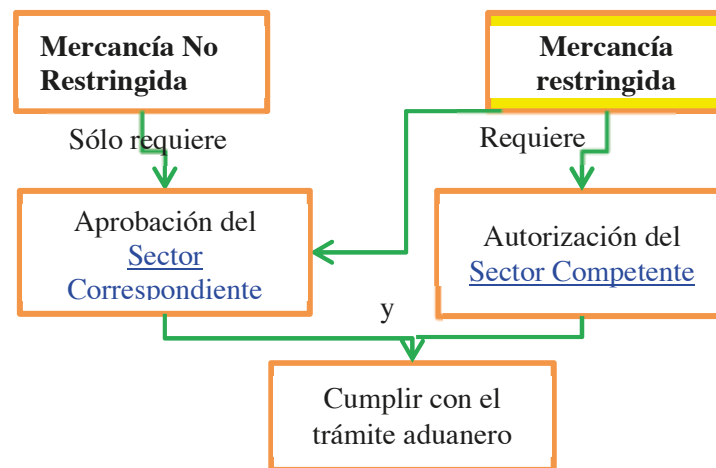 Mercancía No
Restringida
Mercancía
restringida
Sólo requiere
Requiere
Aprobación del
Sector
Correspondiente
Autorización del
Sector Competente
y
Cumplir con el
trámite aduanero